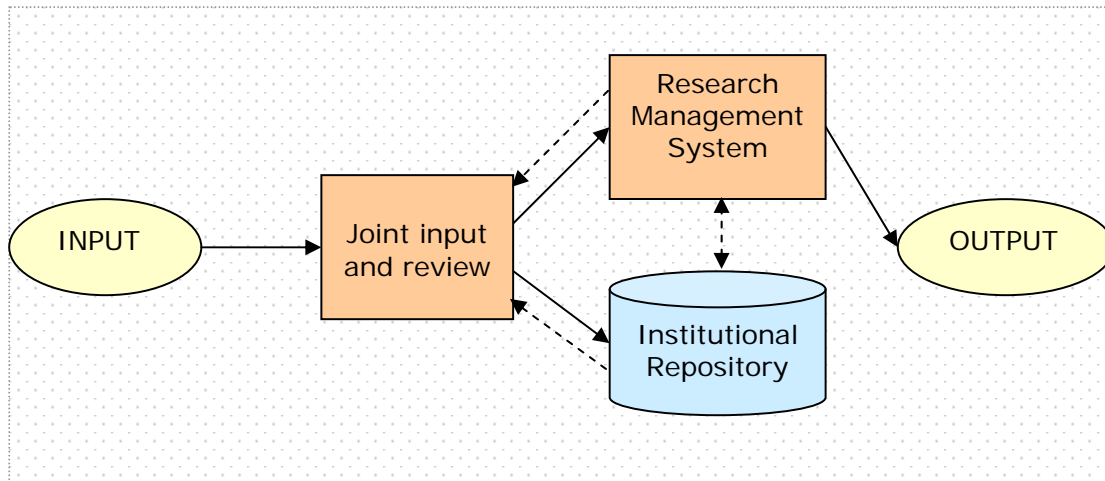 INPUT
Joint input
and review
Research
Management
System
Institutional
Repository
OUTPUT